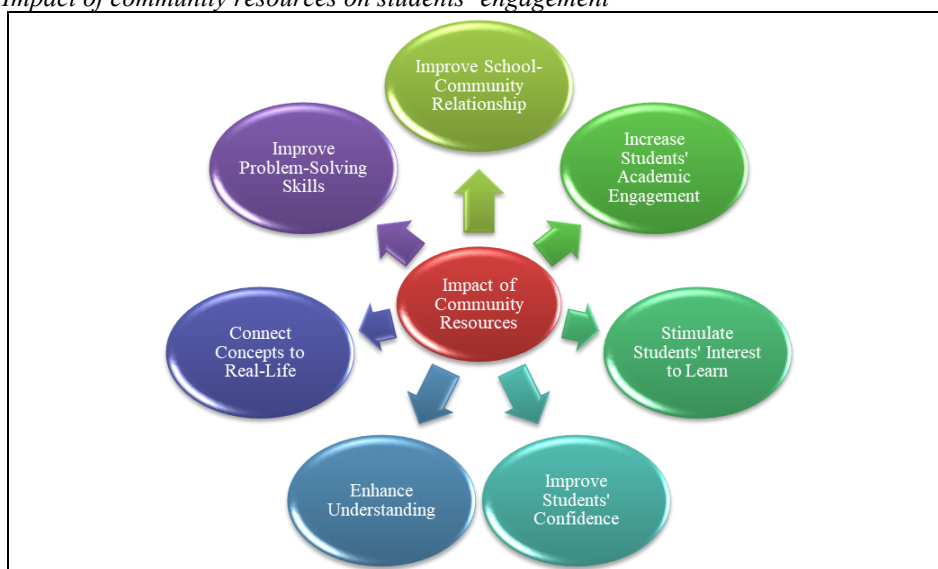 Impact of community resources on students' engagement
Improve School-
Community
Relationship
Increase
Students'
Academic
Engagement
Stimulate
Students' Interest
to Learn
Improve
Students'
Confidence
Enhance
Understanding
Connect
Concepts to
Real-Life
Improve
Problem-Solving
Skills
Impact of
Community
Resources